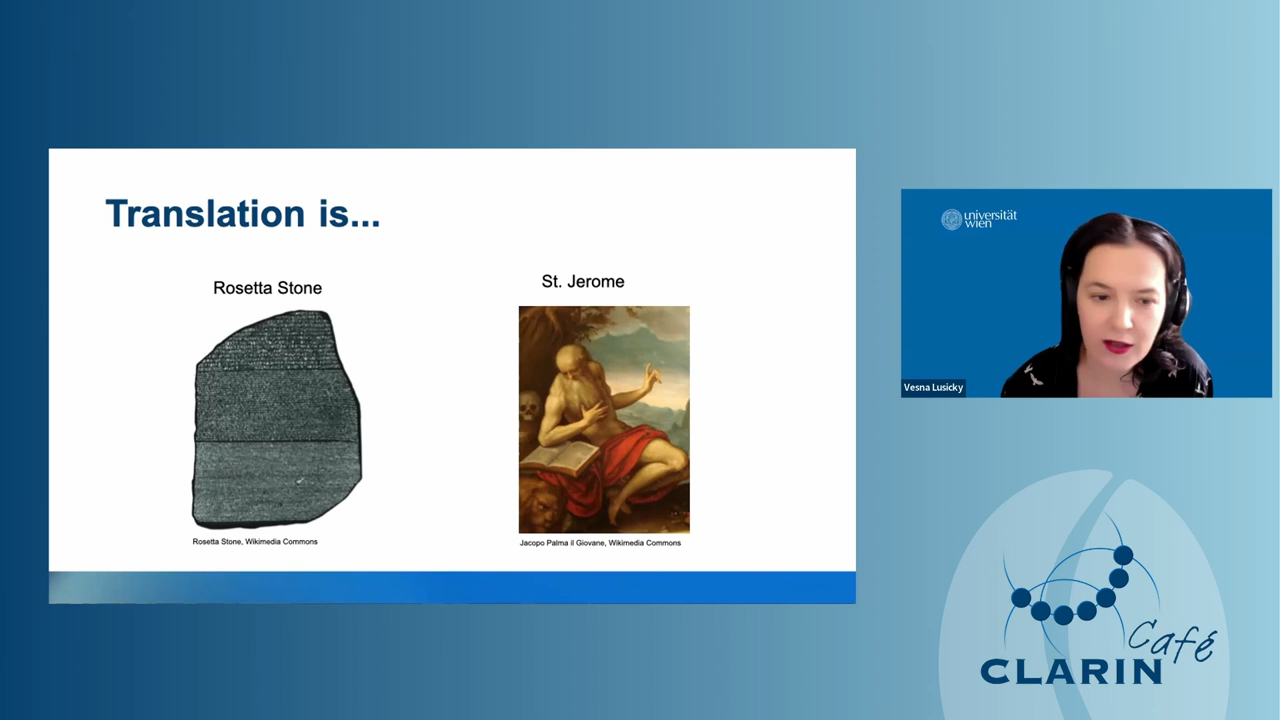 Translation is...
Rosetta Stone
St. Jerome
Rosetta Stone, Wikimedia Commons
Jacopo Palma il Giovane, Wikimedia Commons
universität
wien
Vesna Lusicky
Café
CLARIN